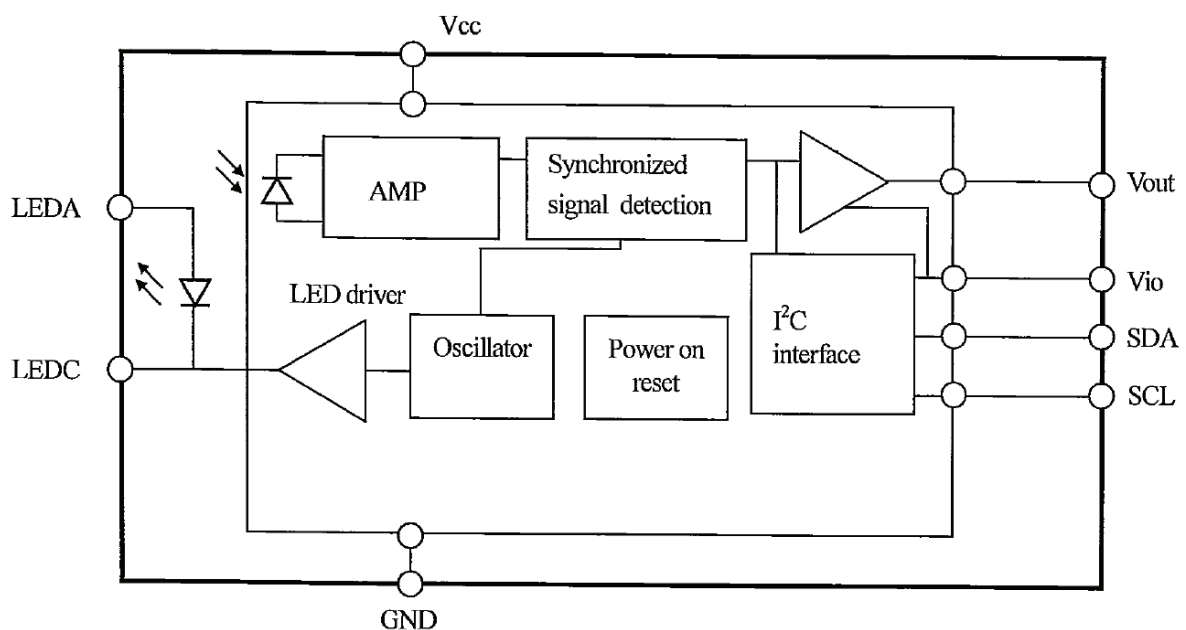 Vcc
AMP
Synchronized
signal detection
Vout
LEDA
LED driver
Vio
Oscillator
Power on
reset
I²C
interface
SDA
LEDC
SCL
GND